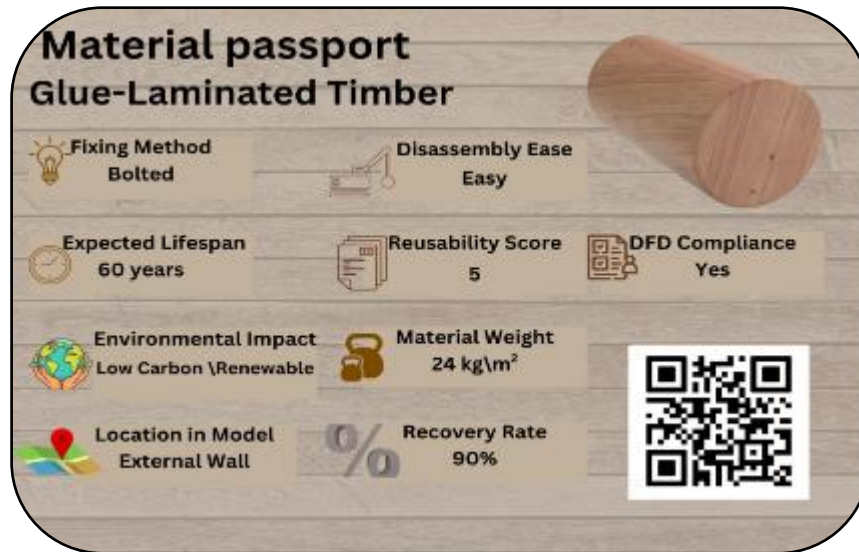 Material passport
Glue-Laminated Timber
Fixing Method
Bolted
Disassembly Ease
Easy
Expected Lifespan
60 years
Reusability Score
5
DFD Compliance
Yes
Environmental Impact
Low Carbon \Renewable
Material Weight
24 kg\m²
Location in Model
External Wall
Recovery Rate
90%